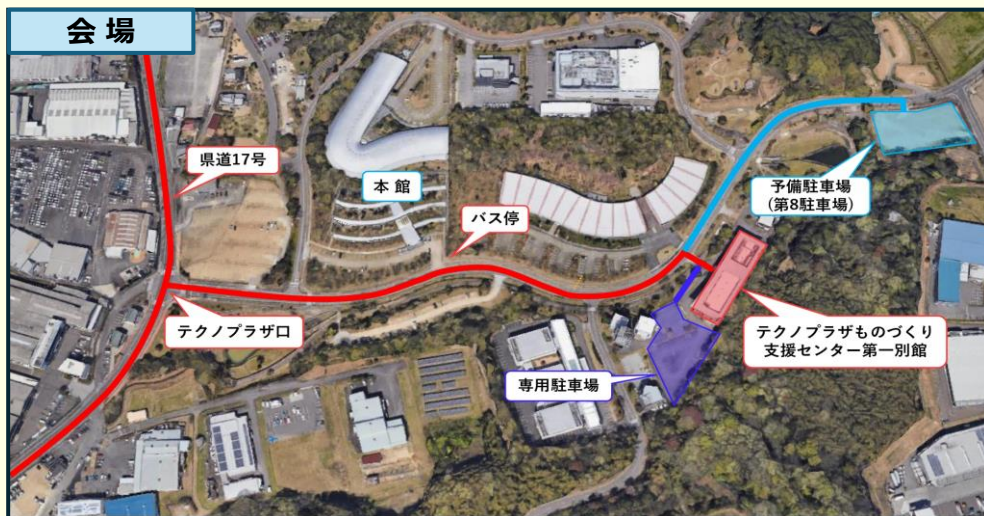 会場
県道17号
本館
バス停
予備駐車場
(第8駐車場)
テクノプラザ口
テクノプラザものづくり
支援センター第一別館
専用駐車場